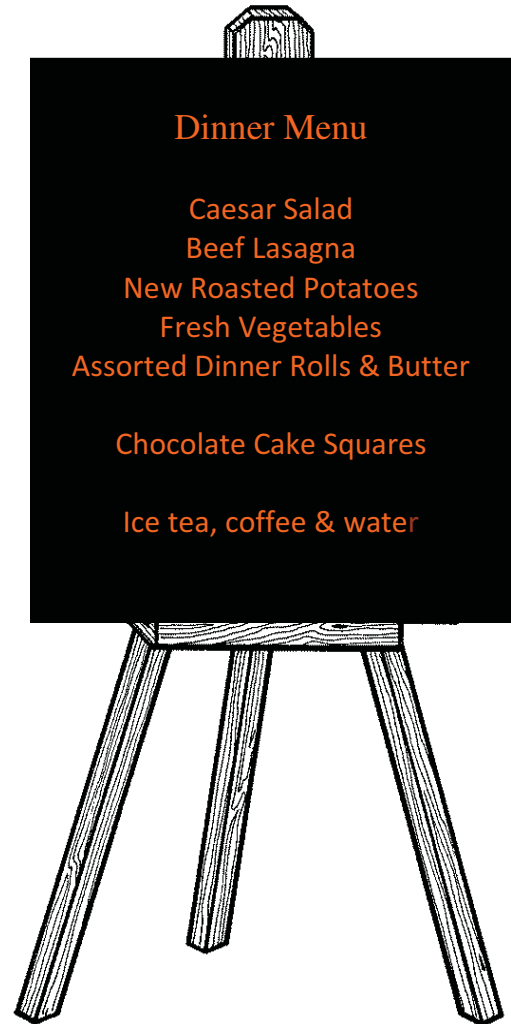 Dinner Menu
Caesar Salad
Beef Lasagna
New Roasted Potatoes
Fresh Vegetables
Assorted Dinner Rolls & Butter
Chocolate Cake Squares
Ice tea, coffee & water